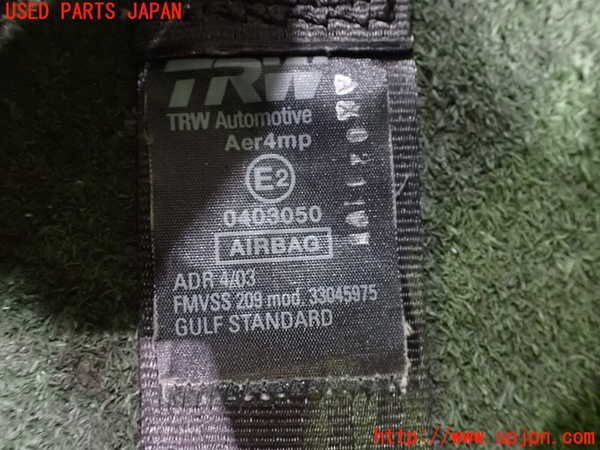 USED PARTS JAPAN
TRW
TRW Automotive
Aer4mp
E2
0403050
AIRBAG
ADR 4/03
FMVSS 209 mod. 33045975
GULF STANDARD
http://www.upjpn.com/